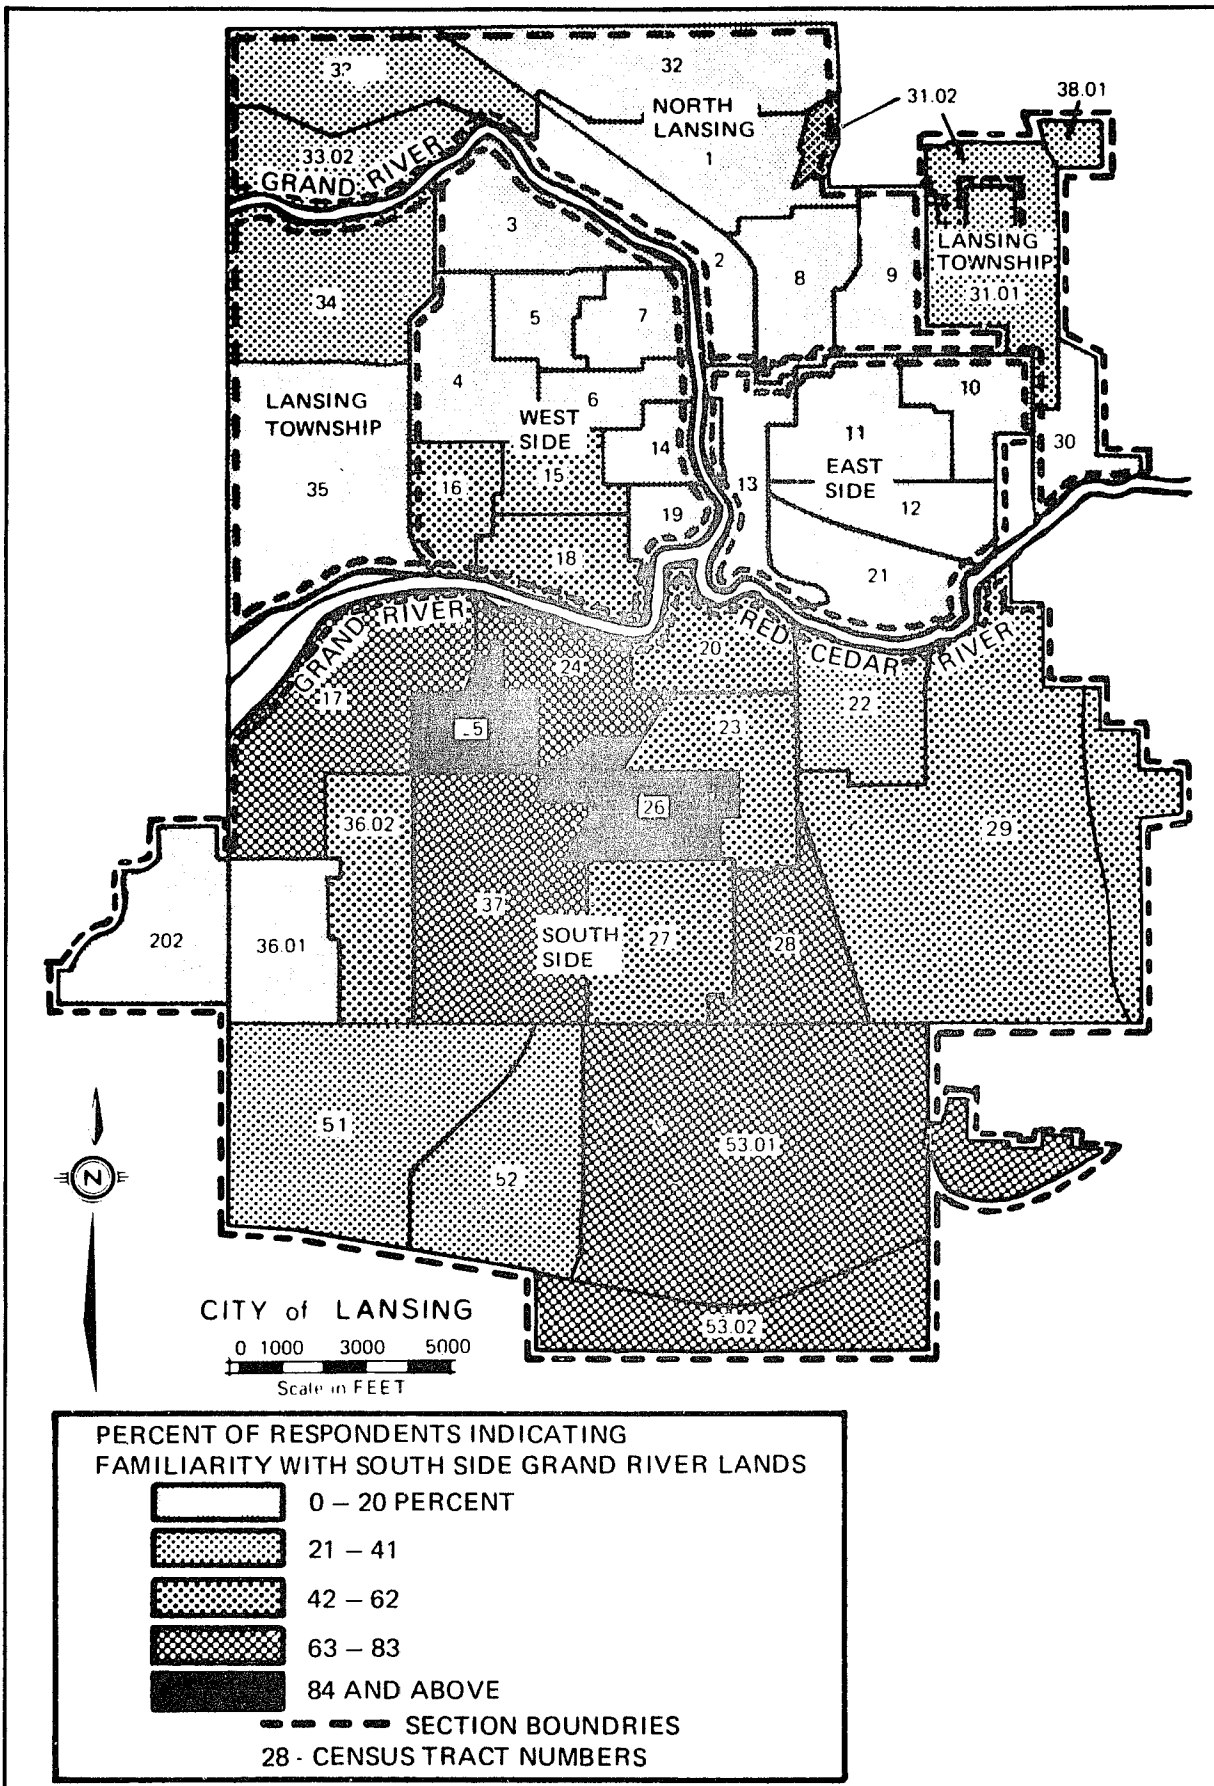 32
38.01
31.02
NORTH
LANSING
33.02
GRAND RIVER
1
3
2
8
9
LANSING
TOWNSHIP
31.01
34
5
7
4
6
10
LANSING
TOWNSHIP
WEST
SIDE
11
14
30
EAST
SIDE
35
16
15
13
19
12
18
21
GRAND RIVER
RED CEDAR RIVER
20
24
17
22
23
26
36.02
29
37
202
36.01
SOUTH
SIDE
27
28
51
53.01
52
N
53.02
CITY of LANSING
0 1000 3000 5000
Scale in FEET
PERCENT OF RESPONDENTS INDICATING
FAMILIARITY WITH SOUTH SIDE GRAND RIVER LANDS
0 – 20 PERCENT
21 – 41
42 – 62
63 – 83
84 AND ABOVE
SECTION BOUNDRIES
28 - CENSUS TRACT NUMBERS